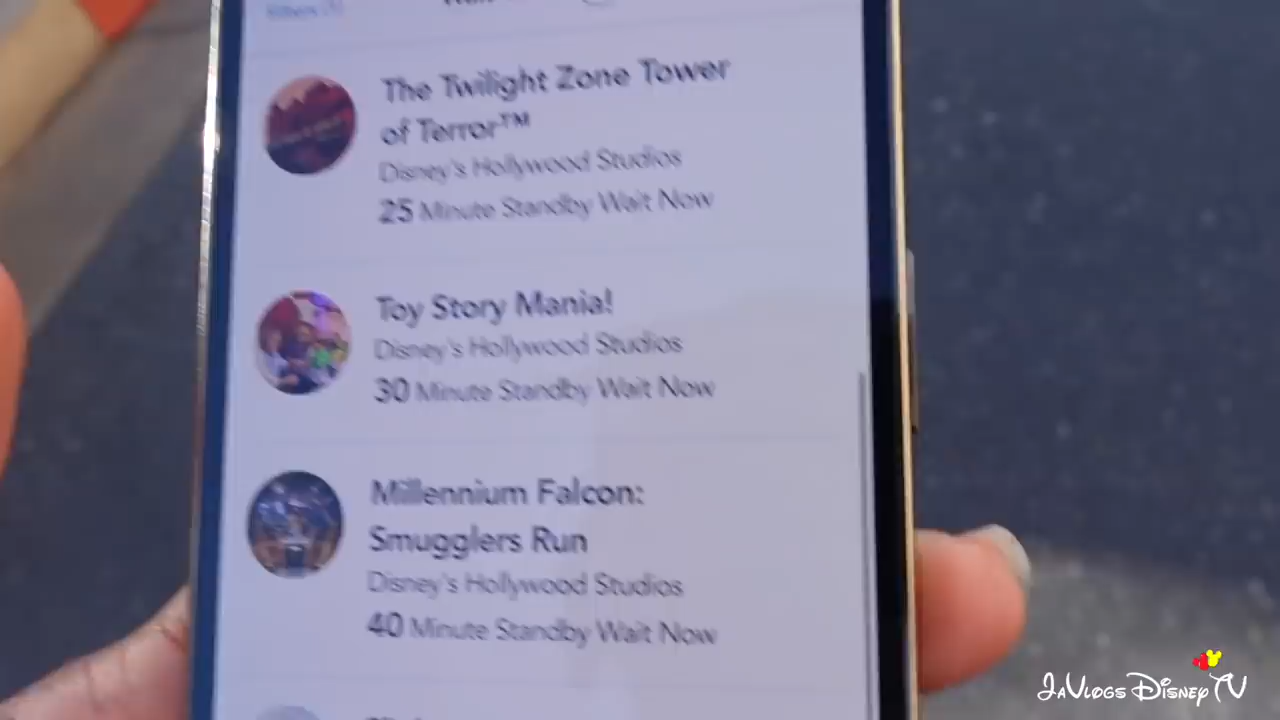 The Twilight Zone Tower
of Terror™
Disney's Hollywood Studios
25 Minute Standby Wait Now
Toy Story Mania!
Disney's Hollywood Studios
30 Minute Standby Wait Now
Millennium Falcon:
Smugglers Run
Disney's Hollywood Studios
40 Minute Standby Wait Now
JaVlogs Disney TV